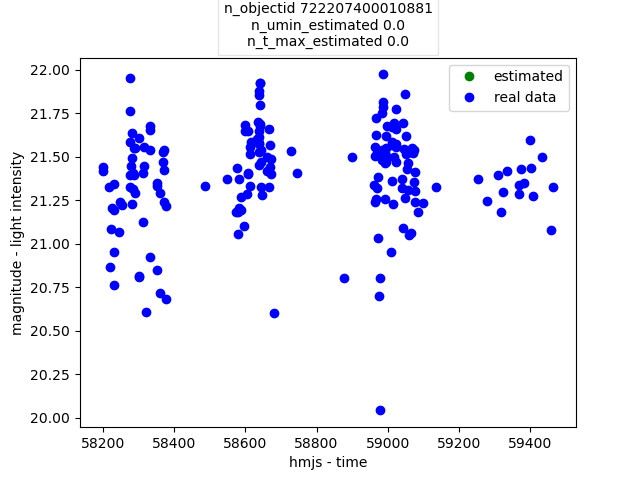 n_objectid 722207400010881
n_umin_estimated 0.0
n_t_max_estimated 0.0
estimated
real data
magnitude - light intensity
22.00
21.75
21.50
21.25
21.00
20.75
20.50
20.25
20.00
58200 58400 58600 58800 59000 59200 59400
hmjs - time